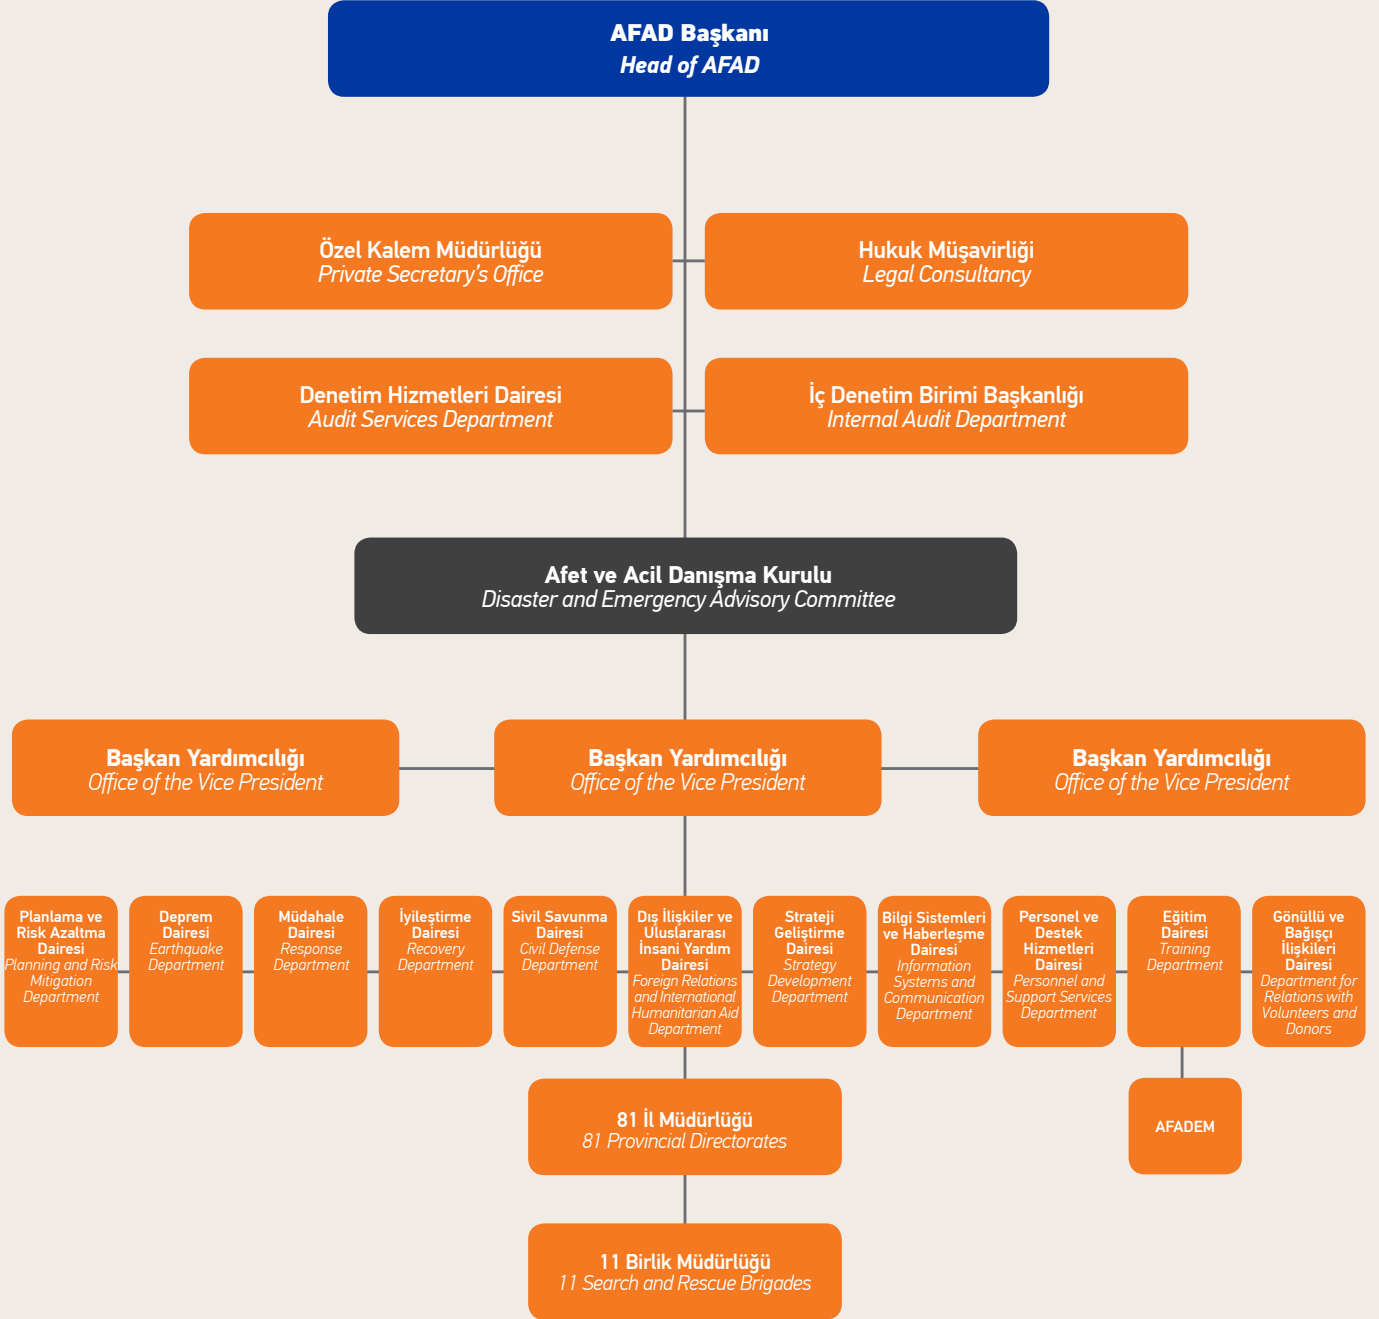 AFAD Başkanı
Head of AFAD
Özel Kalem Müdürlüğü
Private Secretary's Office
Hukuk Müşavirliği
Legal Consultancy
Denetim Hizmetleri Dairesi
Audit Services Department
İç Denetim Birimi Başkanlığı
Internal Audit Department
Afet ve Acil Danışma Kurulu
Disaster and Emergency Advisory Committee
Başkan Yardımcılığı
Office of the Vice President
Başkan Yardımcılığı
Office of the Vice President
Başkan Yardımcılığı
Office of the Vice President
Planlama ve
Risk Azaltma
Dairesi
Planning and Risk
Mitigation
Department
Deprem
Dairesi
Earthquake
Department
Müdahale
Dairesi
Response
Department
İyileştirme
Dairesi
Recovery
Department
Sivil Savunma
Dairesi
Civil Defense
Department
Dış İlişkiler ve
Uluslararası
İnsani Yardım
Dairesi
Foreign Relations
and International
Humanitarian Aid
Department
Strateji
Geliştirme
Dairesi
Strategy
Development
Department
Bilgi Sistemleri
ve Haberleşme
Dairesi
Information
Systems and
Communication
Department
Personel ve
Destek
Hizmetleri
Dairesi
Personnel and
Support Services
Department
Eğitim
Dairesi
Training
Department
Gönüllü ve
Bağışçı
İlişkileri
Dairesi
Department for
Relations with
Volunteers and
Donors
81 İl Müdürlüğü
81 Provincial Directorates
AFADEM
11 Birlik Müdürlüğü
11 Search and Rescue Brigades